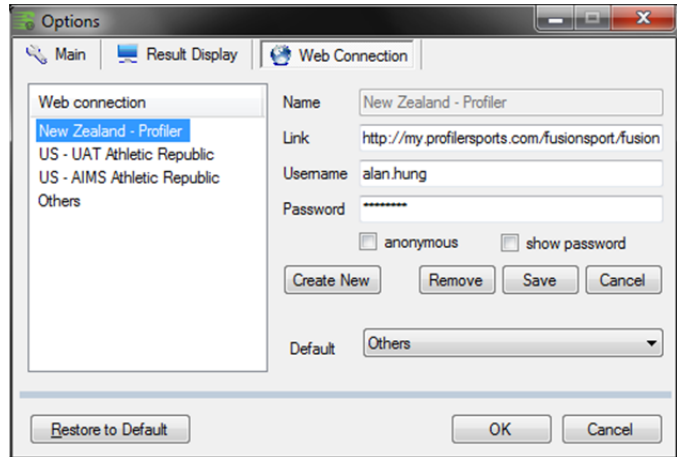 Options
Main Result Display Web Connection
Web connection
New Zealand - Profiler
US - UAT Athletic Republic
US - AIMS Athletic Republic
Others
Name New Zealand - Profiler
Link http://my.profilersports.com/fusionsport/fusion
Username alan.hung
Password ********
anonymous show password
Create New Remove Save Cancel
Default Others
Restore to Default OK Cancel